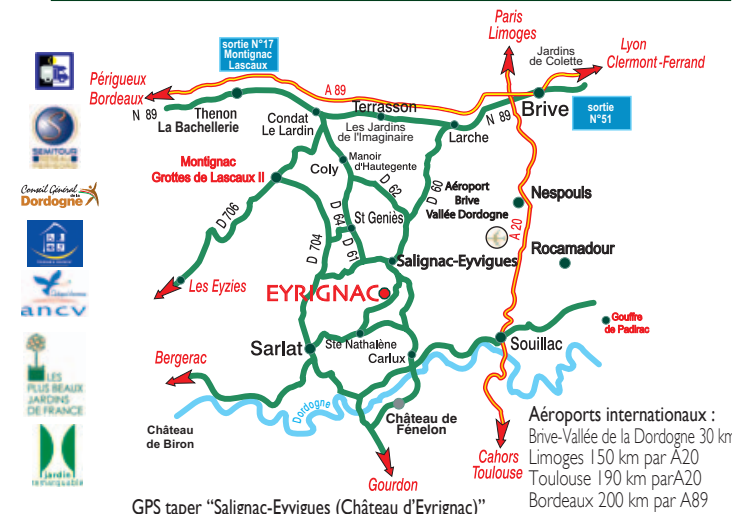 Paris
Limoges
sortie N°17
Montignac
Lascaux
Jardins
de Colette
Lyon
Clermont-Ferrand
Périgueux
Bordeaux
A 89
N 89
Thenon
La Bachellerie
Condat
Le Lardin
Terrasson
Les Jardins
de l'Imaginaire
Larche
N 89
Brive
sortie
N°51
SEMITOUR
Montignac
Grottes de Lascaux II
Coly
Manoir
d'Hautegente
D 62
D 60
Aéroport
Brive
Vallée Dordogne
Nespouls
Conseil Général
de la
Dordogne
D 706
D 704
D 64
D 61
St Geniès
A 20
Rocamadour
Salignac-Eyvigues
Les Eyzies
EYRIGNAC
ancv
Gouffre
de Padirac
LES
PLUS BEAUX
JARDINS
DE FRANCE
Bergerac
Sarlat
Ste Nathalène
Carlux
Souillac
Dordogne
Château
de Biron
Château de
Fénelon
Cahors
Toulouse
Gourdon
jardin
remarquable
Aéroports internationaux :
Brive-Vallée de la Dordogne 30 km
Limoges 150 km par A20
Toulouse 190 km parA20
Bordeaux 200 km par A89
GPS taper “Salignac-Eyvigues (Château d'Eyrignac)”